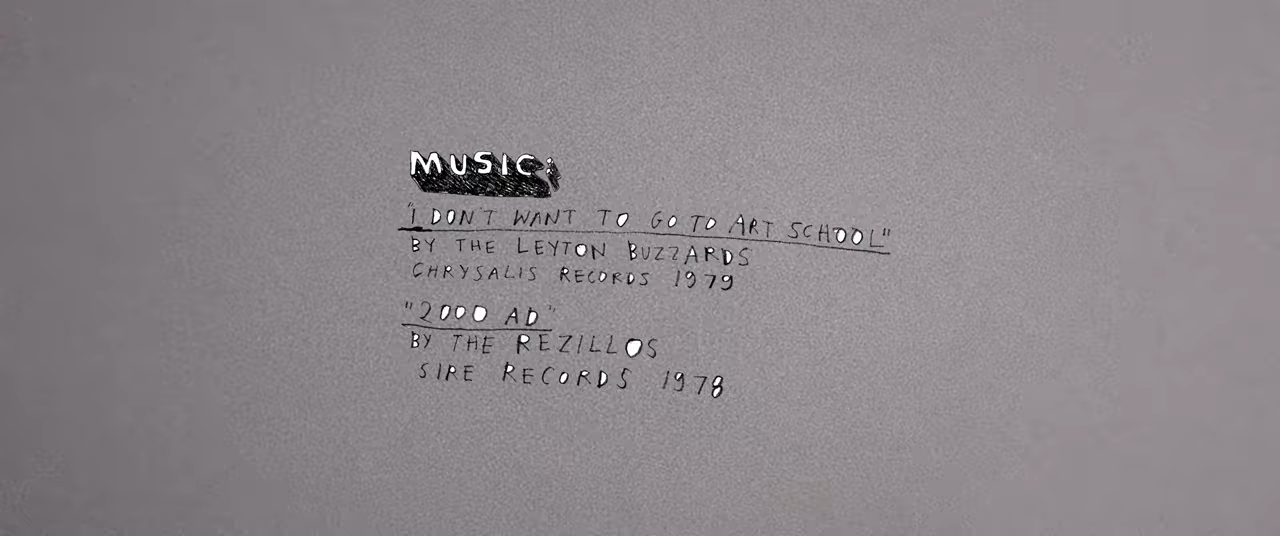 MUSIC:
"I DON'T WANT TO GO TO ART SCHOOL"
BY THE LEYTON BUZZARDS
CHRYSALIS RECORDS 1979
"2000 AD"
BY THE REZILLOS
SIRE RECORDS 1978